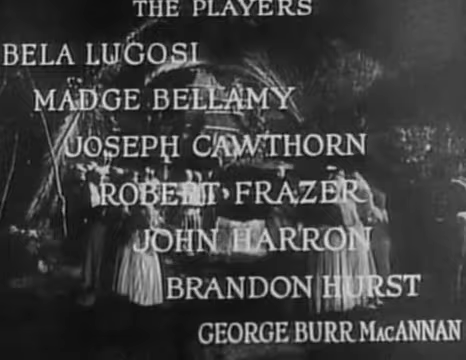 THE PLAYERS
BELA LUGOSI
MADGE BELLAMY
JOSEPH CAWTHORN
ROBERT FRAZER
JOHN HARRON
BRANDON HURST
GEORGE BURR MACANNAN